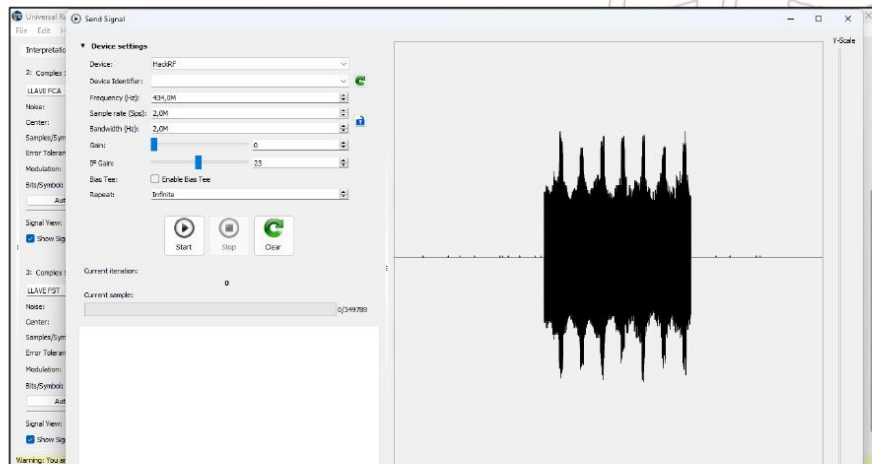 Universal Ra
Send Signal
File Edit
Interpretatio
2: Complex
LLAVE FCA
Noise:
Center:
Samples/Sym
Error Toleran
Modulation:
Bits/Symbol:
Aut
Signal View:
Show Sig
3: Complex
LLAVE FST
Noise:
Center:
Samples/Sym
Error Toleran
Modulation:
Bits/Symbol:
Aut
Signal View:
Show Sig
Warning: You ar
Device settings
Device: HackRF
Device Identifier:
Frequency (Hz): 434,0M
Sample rate (Sps): 2,0M
Bandwidth (Hz): 2,0M
Gain: 0
IF Gain: 23
Bias Tee: Enable Bias Tee
Repeat: Infinite
Start Stop Clear
Current iteration:
0
Current sample:
0/349789
Y-Scale